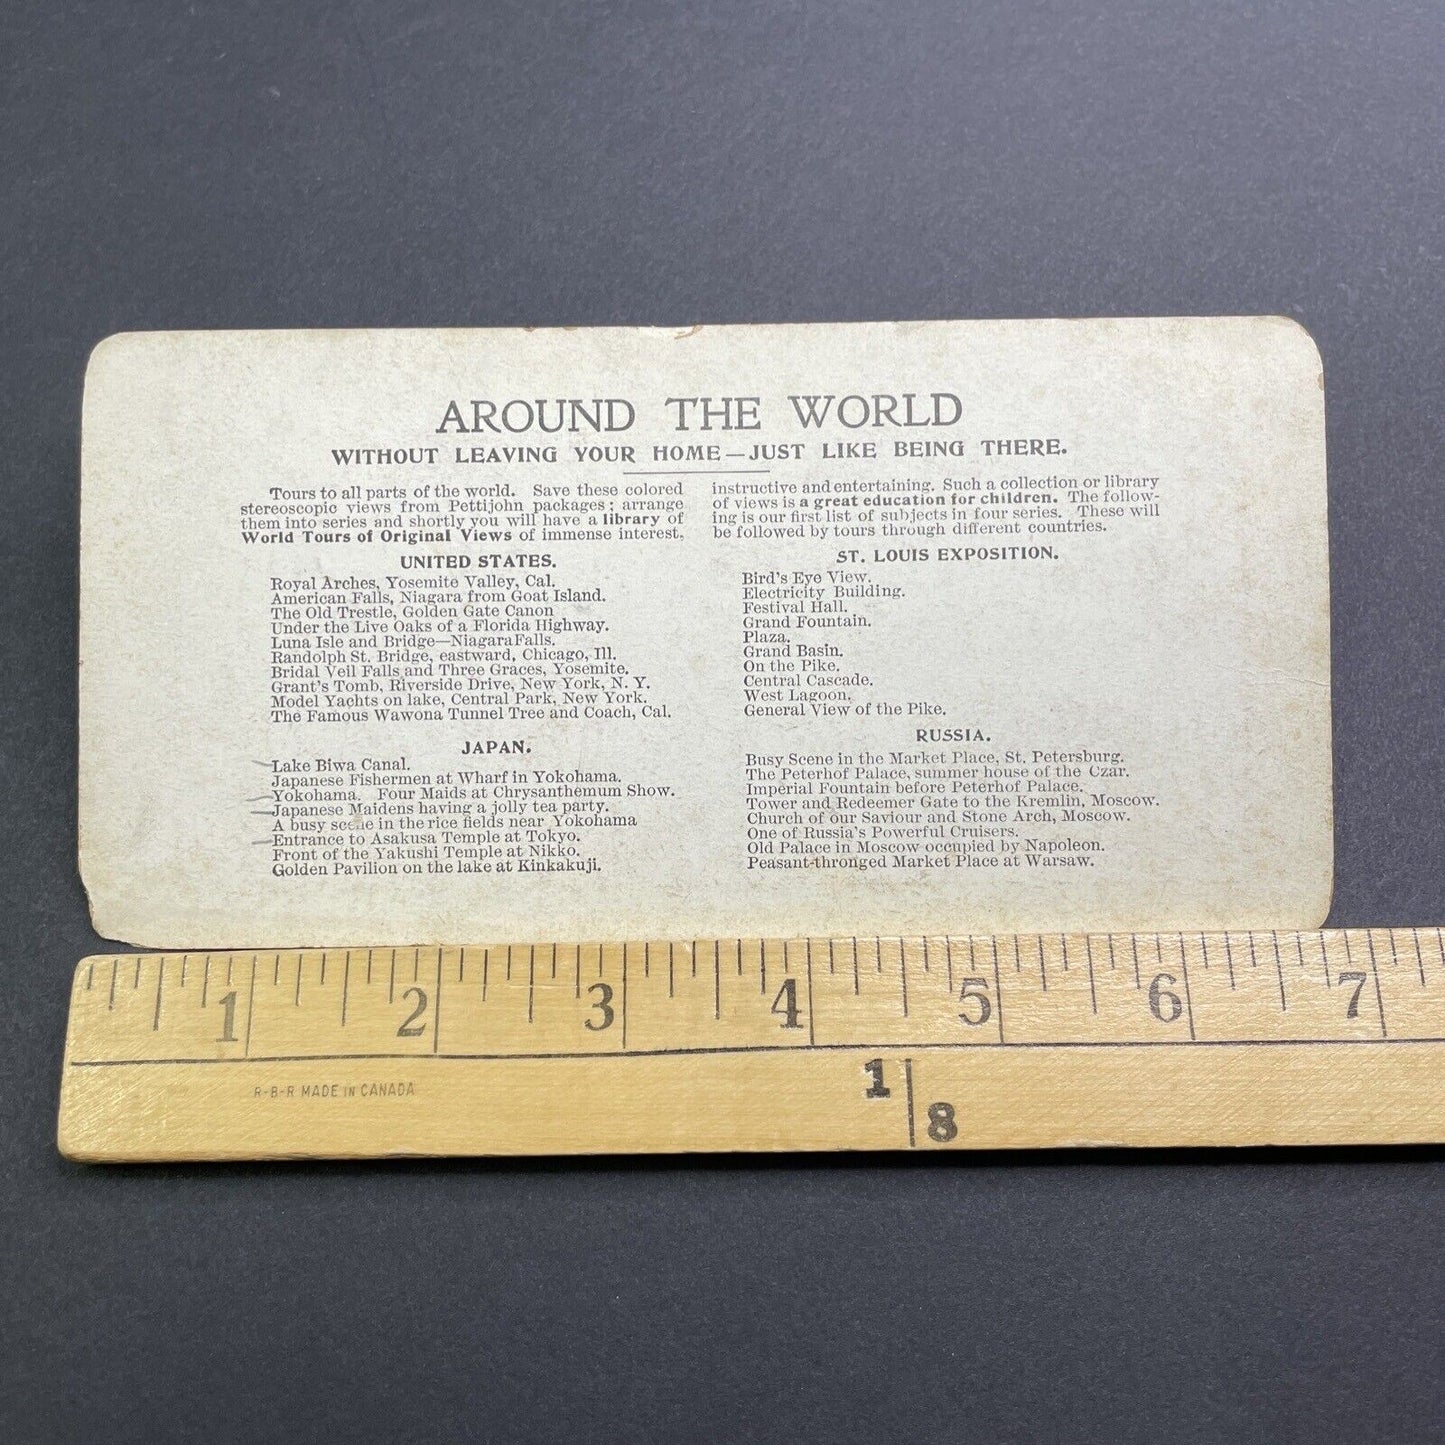 AROUND THE WORLD
WITHOUT LEAVING YOUR HOME—JUST LIKE BEING THERE.
Tours to all parts of the world. Save these colored
stereoscopic views from Pettijohn packages; arrange
them into series and shortly you will have a library of
World Tours of Original Views of immense interest,
instructive and entertaining. Such a collection or library
of views is a great education for children. The follow-
ing is our first list of subjects in four series. These will
be followed by tours through different countries.
UNITED STATES.
Royal Arches, Yosemite Valley, Cal.
American Falls, Niagara from Goat Island.
The Old Trestle, Golden Gate Canon
Under the Live Oaks of a Florida Highway.
Luna Isle and Bridge—NiagaraFalls.
Randolph St. Bridge, eastward, Chicago, Ill.
Bridal Veil Falls and Three Graces, Yosemite.
Grant's Tomb, Riverside Drive, New York, N. Y.
Model Yachts on lake, Central Park, New York.
The Famous Wawona Tunnel Tree and Coach, Cal.
JAPAN.
Lake Biwa Canal.
Japanese Fishermen at Wharf in Yokohama.
Yokohama. Four Maids at Chrysanthemum Show.
Japanese Maidens having a jolly tea party.
A busy scene in the rice fields near Yokohama
Entrance to Asakusa Temple at Tokyo.
Front of the Yakushi Temple at Nikko.
Golden Pavilion on the lake at Kinkakuji.
ST. LOUIS EXPOSITION.
Bird's Eye View.
Electricity Building.
Festival Hall.
Grand Fountain.
Plaza.
Grand Basin.
On the Pike.
Central Cascade.
West Lagoon.
General View of the Pike.
RUSSIA.
Busy Scene in the Market Place, St. Petersburg.
The Peterhof Palace, summer house of the Czar.
Imperial Fountain before Peterhof Palace.
Tower and Redeemer Gate to the Kremlin, Moscow.
Church of our Saviour and Stone Arch, Moscow.
One of Russia's Powerful Cruisers.
Old Palace in Moscow occupied by Napoleon.
Peasant-thronged Market Place at Warsaw.
1 2 3 4 5 6 7
R-B-R MADE IN CANADA
1 8